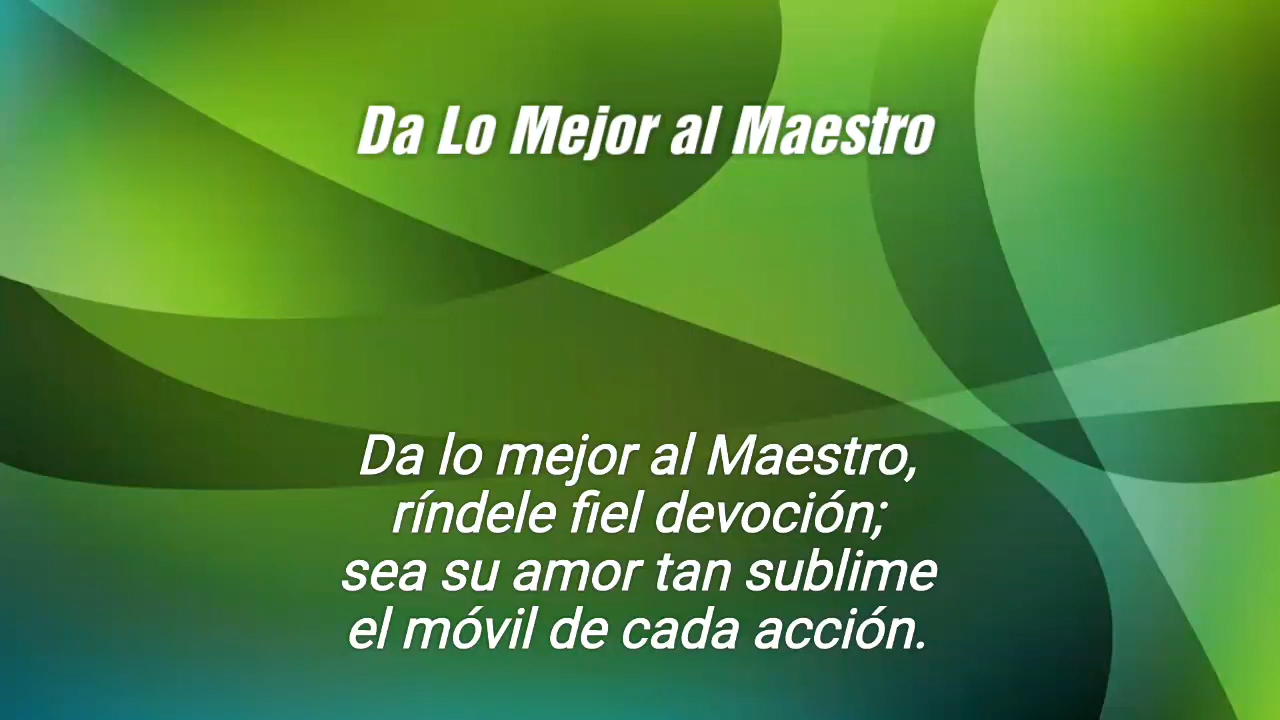 Da Lo Mejor al Maestro
Da lo mejor al Maestro,
ríndele fiel devoción;
sea su amor tan sublime
el móvil de cada acción.